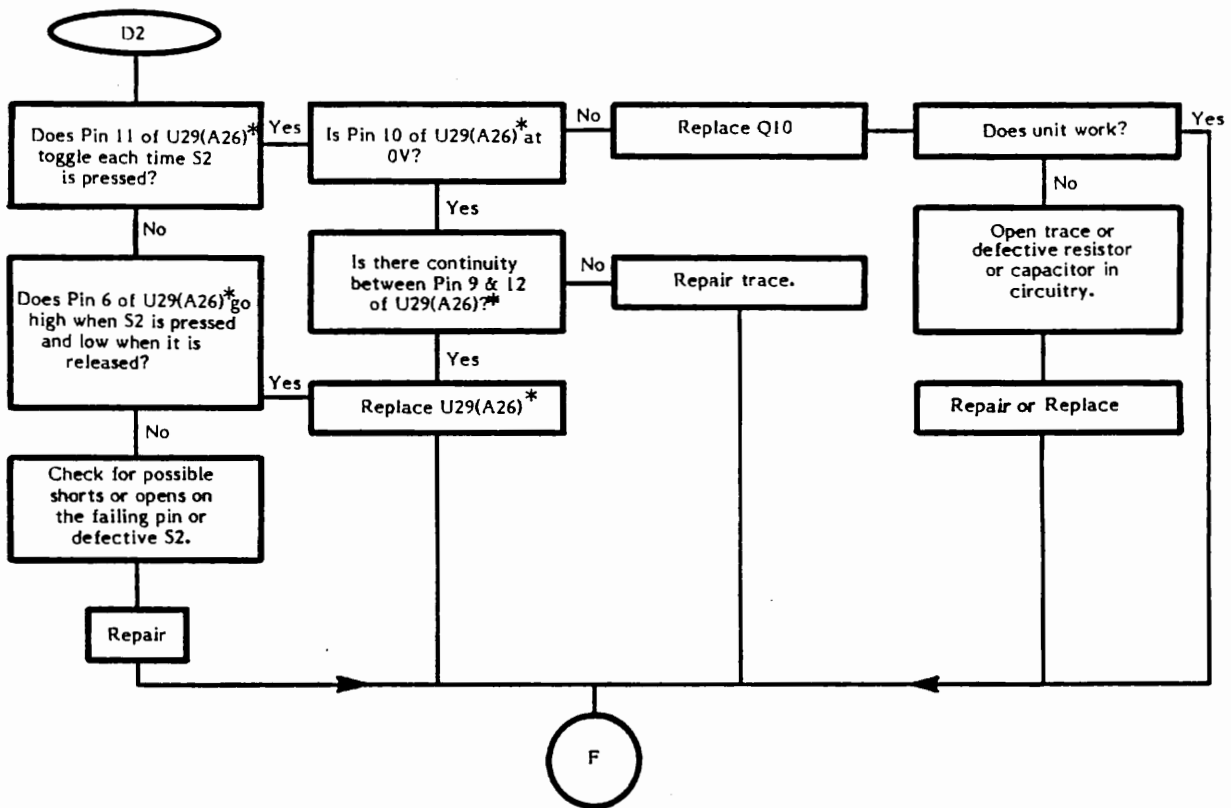 D2
Does Pin 11 of U29(A26)*
toggle each time S2
is pressed?
Yes
Is Pin 10 of U29(A26)* at
0V?
No
Replace Q10
Does unit work?
Yes
No
Yes
No
Does Pin 6 of U29(A26)* go
high when S2 is pressed
and low when it is
released?
Is there continuity
between Pin 9 & 12
of U29(A26)?*
No
Repair trace.
Open trace or
defective resistor
or capacitor in
circuitry.
Yes
Yes
Replace U29(A26)*
Repair or Replace
No
Check for possible
shorts or opens on
the failing pin or
defective S2.
Repair
F